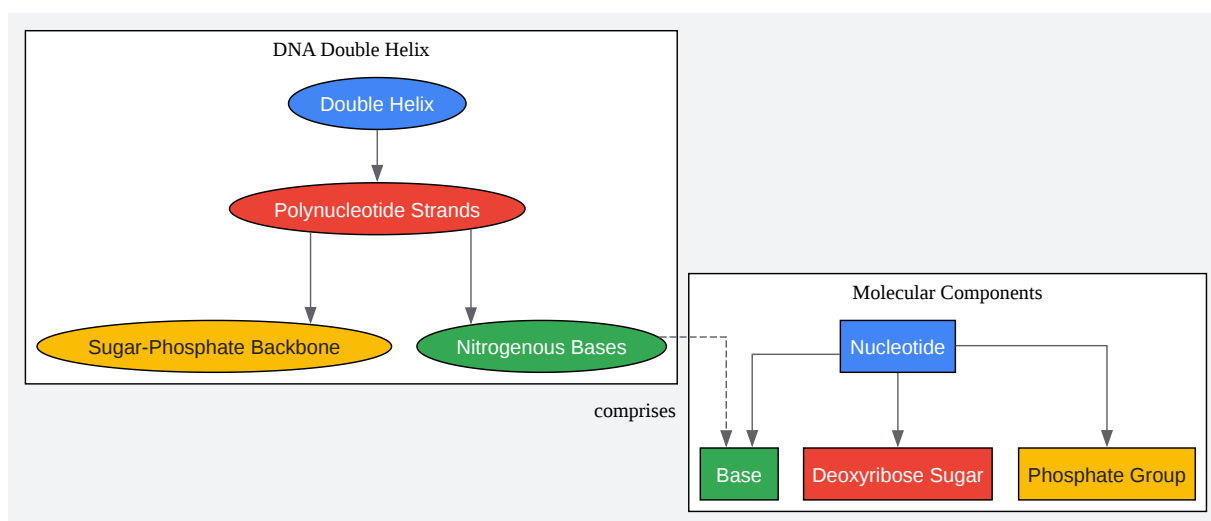 DNA Double Helix
Double Helix
Polynucleotide Strands
Sugar-Phosphate Backbone
Nitrogenous Bases
comprises
Molecular Components
Nucleotide
Base
Deoxyribose Sugar
Phosphate Group